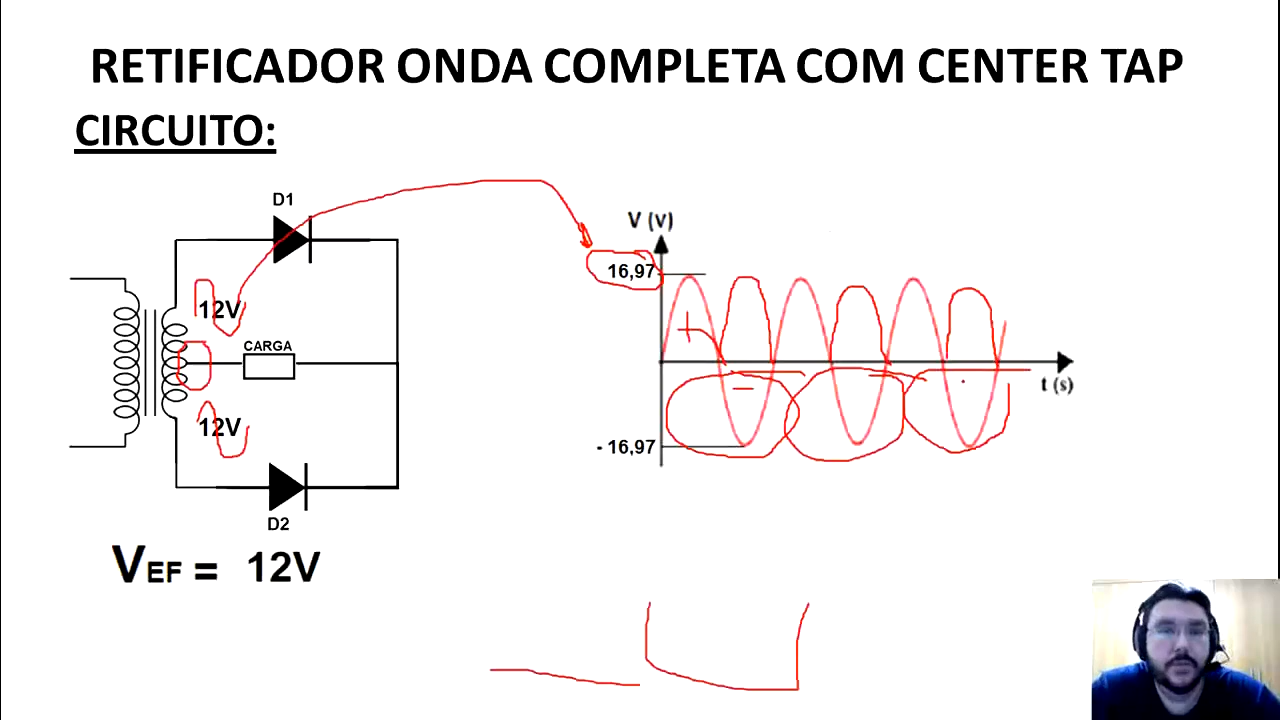 RETIFICADOR ONDA COMPLETA COM CENTER TAP
CIRCUITO:
D1
12V
CARGA
12V
D2
VEF = 12V
V (v)
16,97
+
-
- 16,97
t (s)